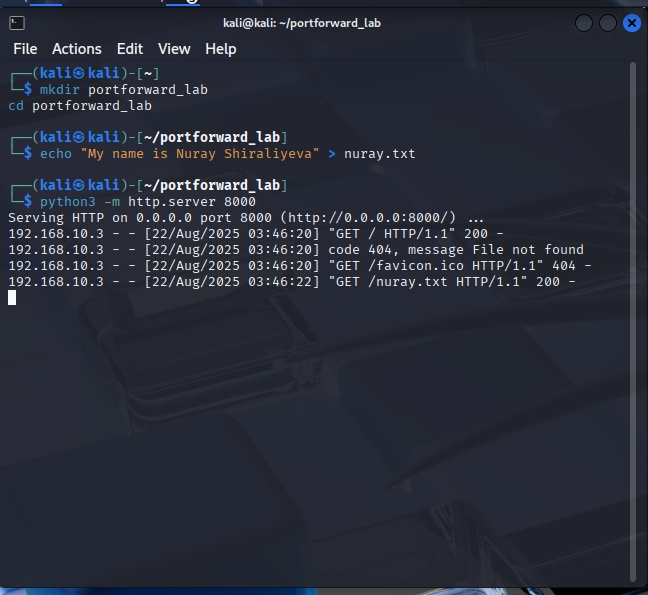 kali@kali: ~/portforward_lab
File Actions Edit View Help
┌──(kali㉿kali)-[~]
└─$ mkdir portforward_lab
cd portforward_lab
┌──(kali㉿kali)-[~/portforward_lab]
└─$ echo "My name is Nuray Shiraliyeva" > nuray.txt
┌──(kali㉿kali)-[~/portforward_lab]
└─$ python3 -m http.server 8000
Serving HTTP on 0.0.0.0 port 8000 (http://0.0.0.0:8000/) ...
192.168.10.3 - - [22/Aug/2025 03:46:20] "GET / HTTP/1.1" 200 -
192.168.10.3 - - [22/Aug/2025 03:46:20] code 404, message File not found
192.168.10.3 - - [22/Aug/2025 03:46:20] "GET /favicon.ico HTTP/1.1" 404 -
192.168.10.3 - - [22/Aug/2025 03:46:22] "GET /nuray.txt HTTP/1.1" 200 -